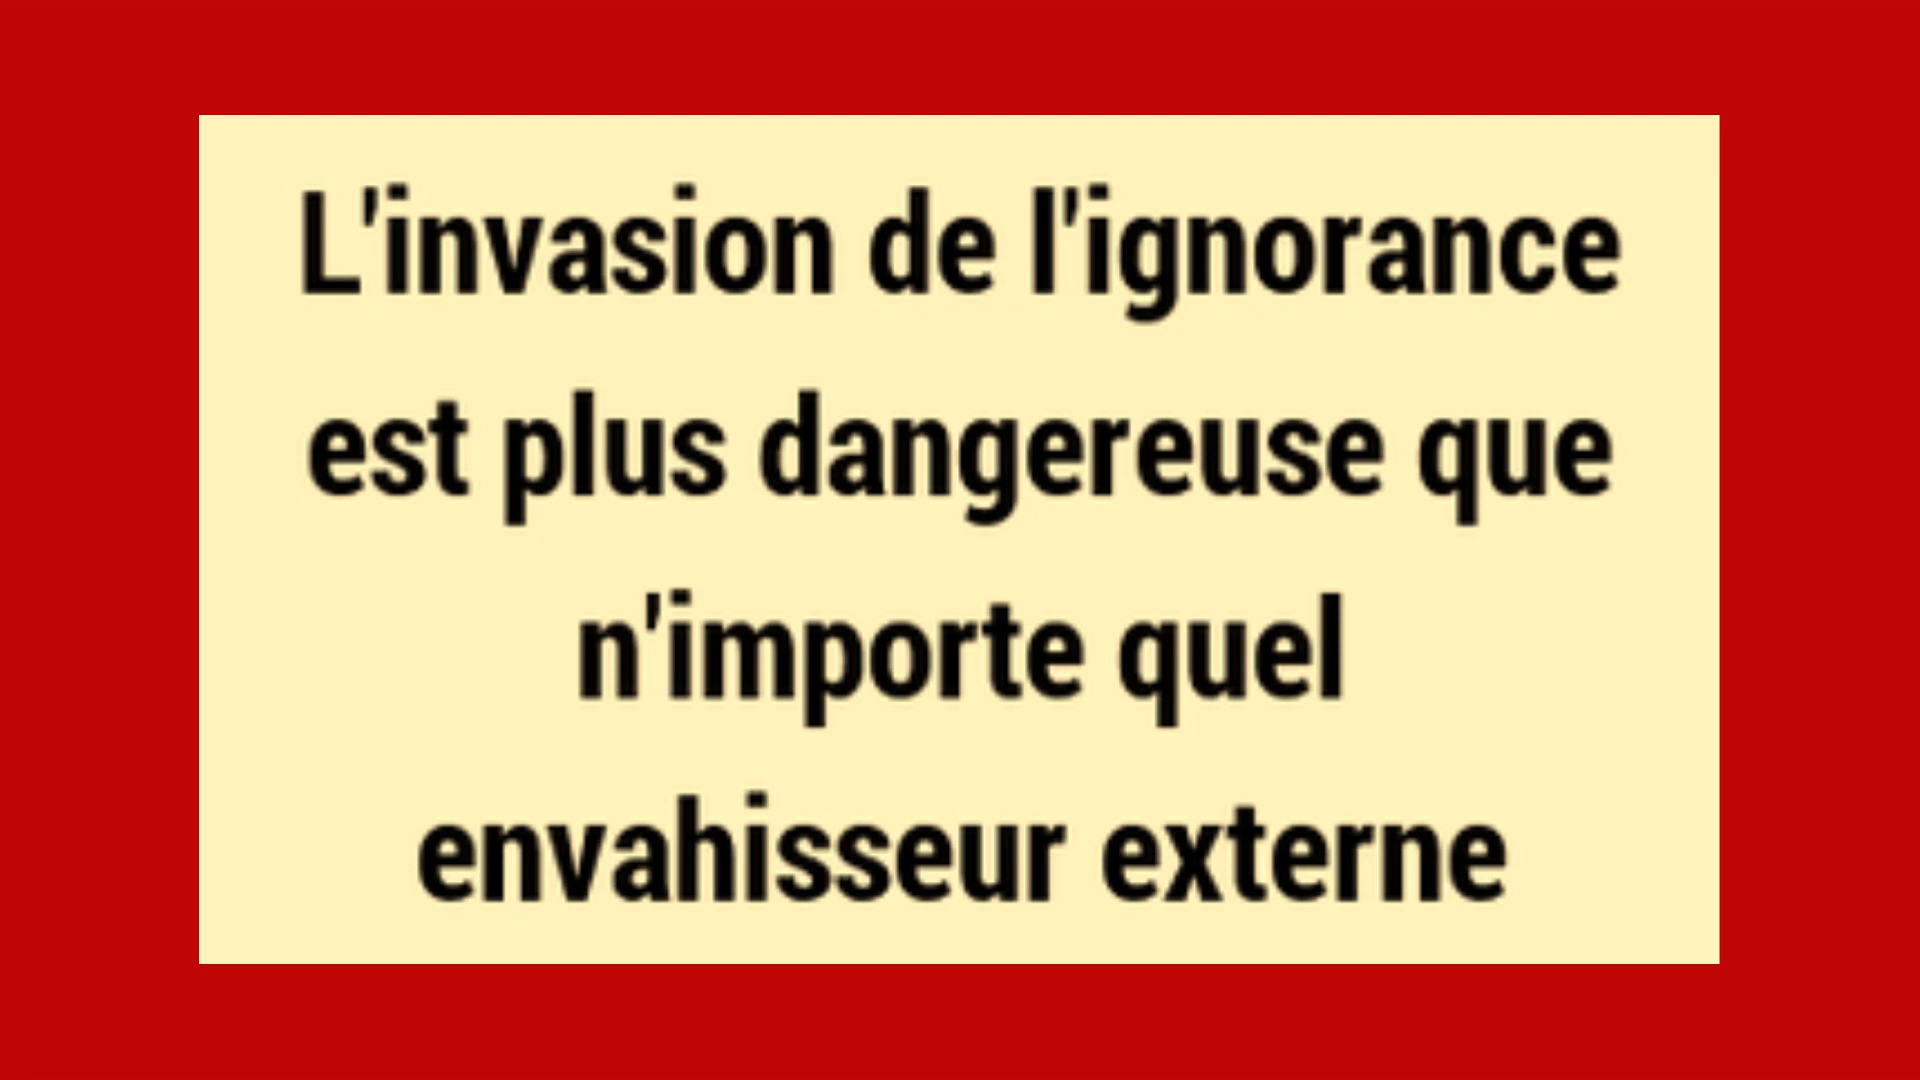 L'invasion de l'ignorance
est plus dangereuse que
n'importe quel
envahisseur externe